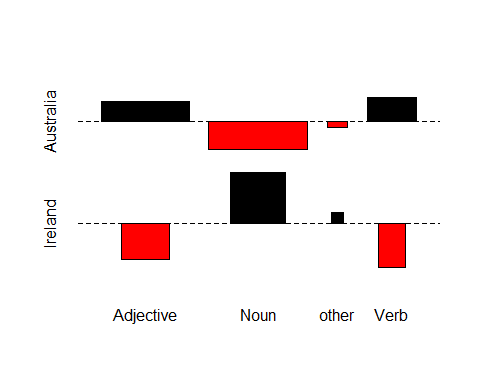 Australia
Ireland
Adjective Noun other Verb